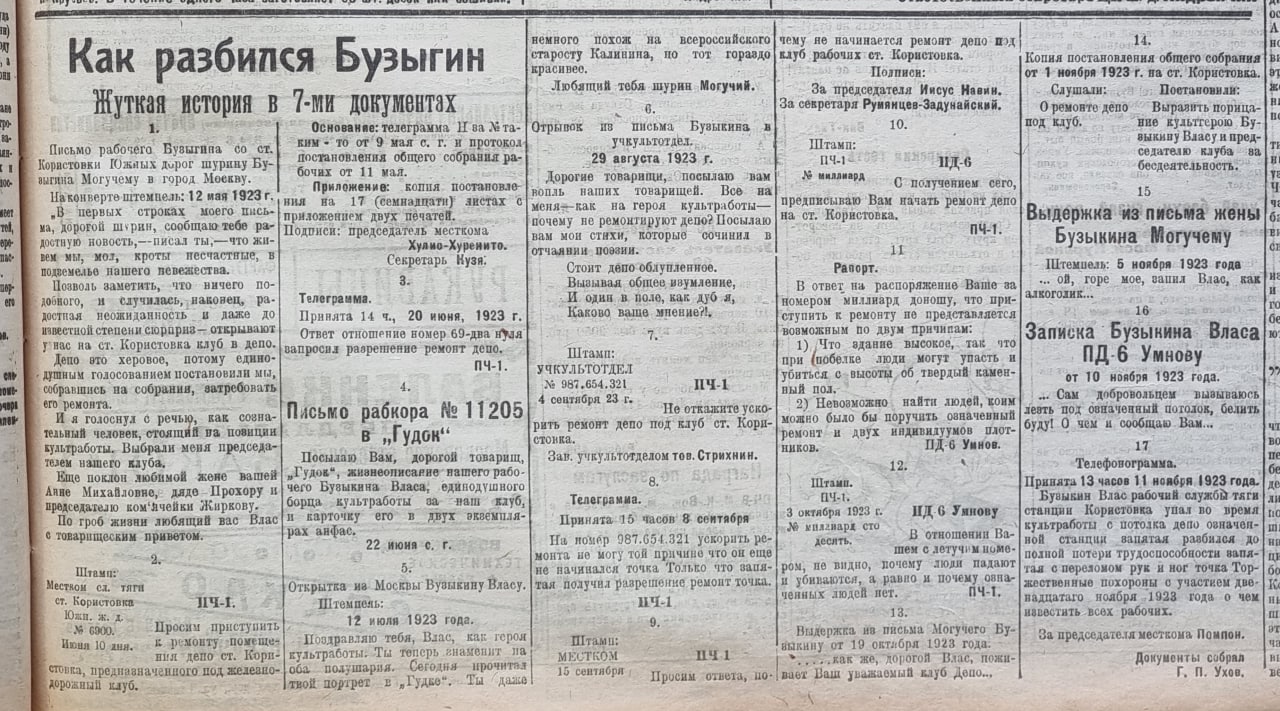 Как разбился Бузыгин
Жуткая история в 7-ми документах
1.
Письмо рабочего Бузыгина со ст.
Користовки Южных дорог шурину Бу-
зыгина Могучему в город Москву.
На конверте штемпель: 12 мая 1923 г.
„В первых строках моего пись-
ма, дорогой шурин, сообщаю тебе ра-
достную новость,—писал ты,—что жи-
вем мы, мол, кроты несчастные, в
подземелье нашего невежества.
Позволь заметить, что ничего по-
добного, и случилась, наконец, ра-
достная неожиданность и даже до
известной степени сюрприз—открывают
у нас на ст. Користовке клуб в депо.
Депо это херовое, потому едино-
душным голосованием постановили мы,
собравшись на собрания, затребовать
его ремонта.
И я голоснул с речью, как созна-
тельный человек, стоящий на позиции
культработы. Выбрали меня председа-
телем нашего клуба.
Еще поклон любимой жене вашей
Анне Михайловне, дяде Прохору и
председателю ком'ячейки Жиркову.
По гроб жизни любящий вас Влас
с товарищеским приветом.
2.
Штамп:
Местком сл. тяги
ст. Користовка
Южн. ж. д.
№ 6900.
Июня 10 дня.
ПЧ-1.
Просим приступить
к ремонту помеще-
ния депо ст. Кори-
стовка, предназначенного под железно-
дорожный клуб.
Основание: телеграмма Н за № та-
ким - то от 9 мая с. г. и протокол
постановления общего собрания ра-
бочих от 11 мая.
Приложение: копия постановле-
ния на 17 (семнадцати) листах с
приложением двух печатей.
Подписи: председатель месткома
Хулио-Хуренито.
Секретарь Кузя.
3.
Телеграмма.
Принята 14 ч., 20 июня, 1923 г.
Ответ отношение номер 69-два нуля
запросил разрешение ремонт депо.
ПЧ-1.
4.
Письмо рабкора № 11205
в „Гудок“
Посылаю Вам, дорогой товарищ,
„Гудок“, жизнеописание нашего рабо-
чего Бузыкина Власа, единодушного
борца культработы за наш клуб,
и карточку его в двух экземпля-
рах анфас.
22 июня с. г.
5.
Открытка из Москвы Бузыкину Власу.
Штемпель:
12 июля 1923 года.
Поздравляю тебя, Влас, как героя
культработы. Ты теперь знаменит на
оба полушария. Сегодня прочитал
твой портрет в „Гудке“. Ты даже
немного похож на всероссийского
старосту Калинина, но тот гораздо
красивее.
Любящий тебя шурин Могучий.
6.
Отрывок из письма Бузыкина в
учкультотдел.
29 августа 1923 г.
Дорогие товарищи, посылаю вам
вопль наших товарищей. Все на
меня—как на героя культработы—
почему не ремонтируют депо? Посылаю
вам мои стихи, которые сочинил в
отчаянии поэзии.
Стоит депо облупленное.
Вызывая общее изумление,
И один в поле, как дуб я,
Каково ваше мнение?!.
7.
Штамп:
УЧКУЛЬТОТДЕЛ
№ 987.654.321
4 сентября 23 г.
ПЧ-1
Не откажите уско-
рить ремонт депо под клуб ст. Кори-
стовка.
Зав. учкультотделом тов. Стрихнин.
8.
Телеграмма.
Принята 15 часов 8 сентября
На номер 987.654.321 ускорить ре-
монта не могу той причине что он еще
не начинался точка Только что запя-
тая получил разрешение ремонт точка.
ПЧ-1
9.
Штамп:
МЕСТКОМ
15 сентября
ПЧ 1
Просим ответа, по-
чему не начинается ремонт депо под
клуб рабочих ст. Користовка.
Подписи:
За председателя Иисус Навин.
За секретаря Румянцев-Задунайский.
10.
Штамп:
ПЧ-1
№ миллиард
ПД-6
С получением сего,
предписываю Вам начать ремонт депо
на ст. Користовка.
ПЧ-1.
11
Рапорт.
В ответ на распоряжение Ваше за
номером миллиард доношу, что при-
ступить к ремонту не представляется
возможным по двум причинам:
1) Что здание высокое, так что
при побелке люди могут упасть и
убиться с высоты об твердый камен-
ный пол.
2) Невозможно найти людей, коим
можно было бы поручить означенный
ремонт и двух индивидуумов плот-
ников.
ПД-6 Умнов.
12.
Штамп.
ПЧ-1.
3 октября 1923 г.
№ миллиард сто
десять.
ПД 6 Умнову
В отношении Ва-
шем с летучим номе-
ром, не видно, почему люди падают
и убиваются, а равно и почему озна-
ченных людей нет.
ПЧ-1.
13.
Выдержка из письма Могучего Бу-
зыкину от 19 октября 1923 года.
......как же, дорогой Влас, пожи-
вает Ваш уважаемый клуб Депо...
14.
Копия постановления общего собрания
от 1 ноября 1923 г. на ст. Користовка.
Слушали: Постановили:
О ремонте депо
под клуб.
Выразить порица-
ние культгерою Бу-
зыкину Власу и пред-
седателю клуба за
бесдеятельность.
15
Выдержка из письма жены
Бузыкина Могучему
Штемпель: 5 ноября 1923 года
... ой, горе мое, запил Влас, как
алкоголик...
16
Записка Бузыкина Власа
ПД-6 Умнову
от 10 ноября 1923 года.
... Сам добровольцем вызываюсь
лезть под означенный потолок, белить
буду! О чем и сообщаю Вам...
17
Телефонограмма.
Принята 13 часов 11 ноября 1923 года.
Бузыкин Влас рабочий службы тяги
станции Користовка упал во время
культработы с потолка депо означен-
ной станции запятая разбился до
полной потери трудоспособности запя-
тая с переломом рук и ног точка Тор-
жественные похороны с участием две-
надцатаго ноября 1923 года о чем
известить всех рабочих.
За председателя месткома Помпон.
Документы собрал
Г. П. Ухов.